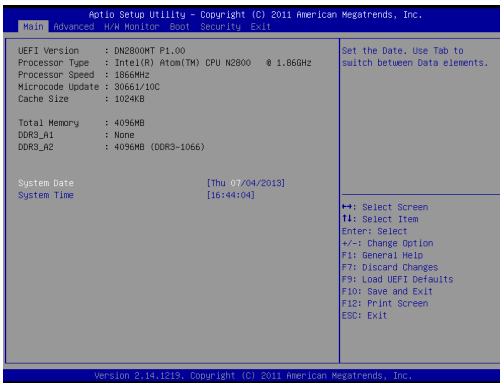 Aptio Setup Utility – Copyright (C) 2011 American Megatrends, Inc.
Main Advanced H/W Monitor Boot Security Exit
UEFI Version : DN2800MT P1.00
Processor Type : Intel(R) Atom(TM) CPU N2800 @ 1.86GHz
Processor Speed : 1866MHz
Microcode Update : 30661/10C
Cache Size : 1024KB
Total Memory : 4096MB
DDR3_A1 : None
DDR3_A2 : 4096MB (DDR3-1066)
System Date [Thu 07/04/2013]
System Time [16:44:04]
Set the Date. Use Tab to
switch between Data elements.
↔: Select Screen
↑↓: Select Item
Enter: Select
+/-: Change Option
F1: General Help
F7: Discard Changes
F9: Load UEFI Defaults
F10: Save and Exit
F12: Print Screen
ESC: Exit
Version 2.14.1219. Copyright (C) 2011 American Megatrends, Inc.